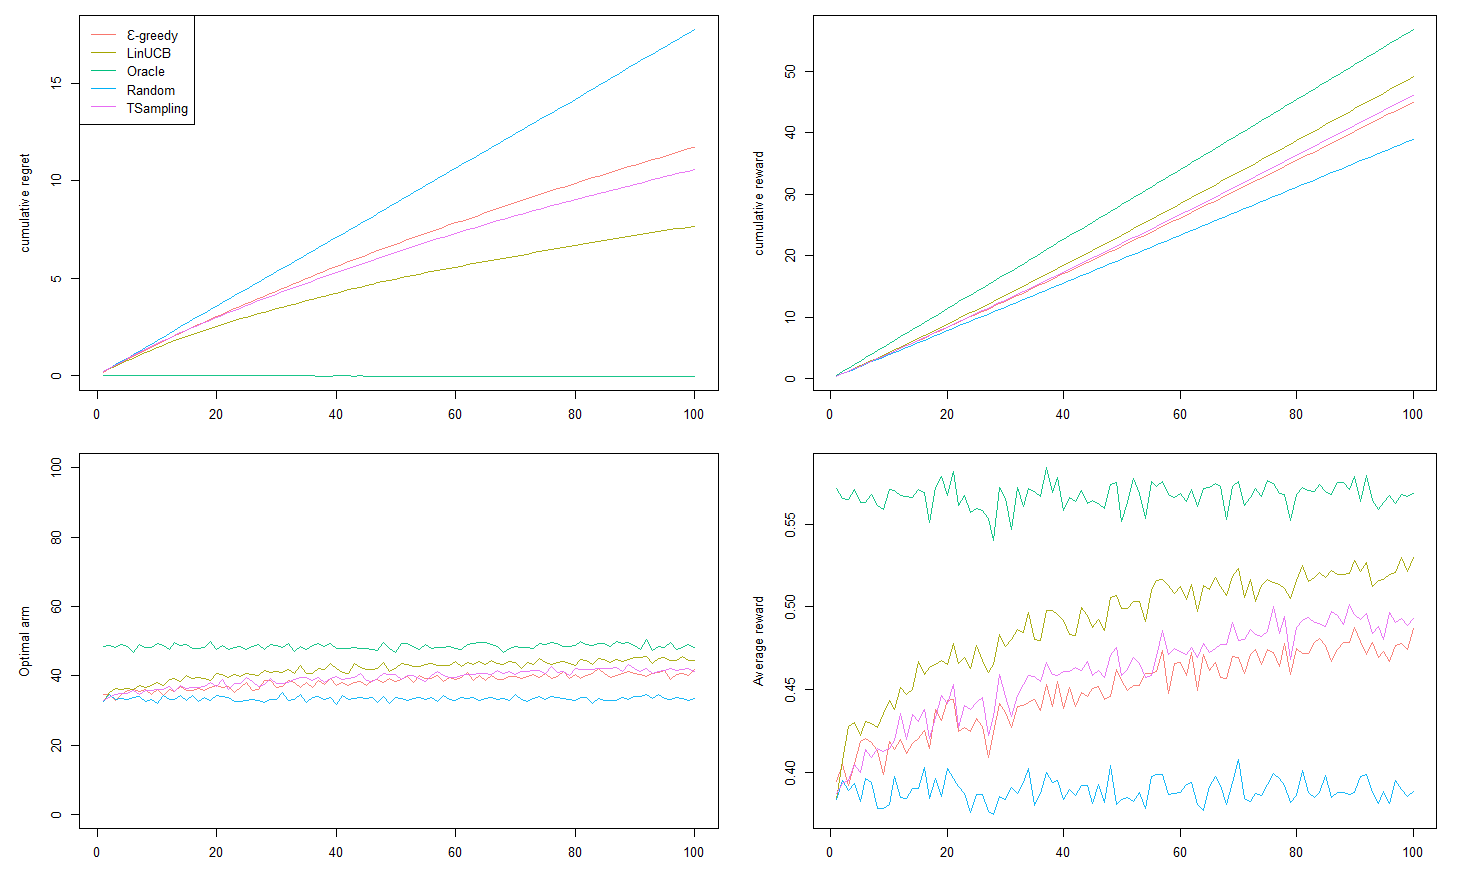 Ɛ-greedy
LinUCB
Oracle
Random
TSampling
cumulative regret
0
5
10
15
0 20 40 60 80 100
cumulative reward
0
10
20
30
40
50
0 20 40 60 80 100
Optimal arm
0
20
40
60
80
100
0 20 40 60 80 100
Average reward
0.40
0.45
0.50
0.55
0 20 40 60 80 100